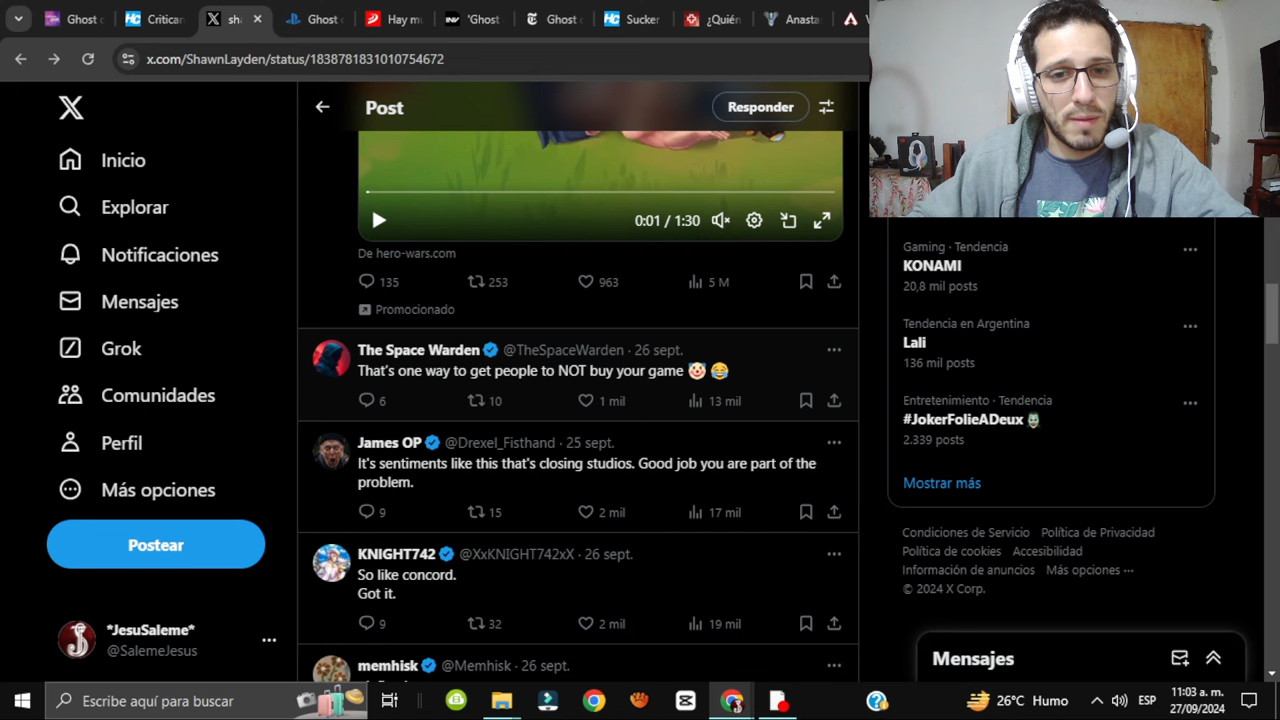 Ghost
Critican
sh
Ghost
Hay m
'Ghost
Ghost
Sucker
¿Quién
Anasta
x.com/ShawnLayden/status/1838781831010754672
Post
Responder
Inicio
Explorar
Notificaciones
Mensajes
Grok
Comunidades
Perfil
Más opciones
Postear
*JesuSaleme*
@SalemeJesus
0:01 / 1:30
De hero-wars.com
135 253 963 5 M
Promocionado
The Space Warden @TheSpaceWarden · 26 sept.
That's one way to get people to NOT buy your game 🤡 😂
6 10 1 mil 13 mil
James OP @Drexel_Fisthand · 25 sept.
It's sentiments like this that's closing studios. Good job you are part of the
problem.
9 15 2 mil 17 mil
KNIGHT742 @XxKNIGHT742xX · 26 sept.
So like concord.
Got it.
9 32 2 mil 19 mil
memhisk @Memhisk · 26 sept.
Gaming · Tendencia
KONAMI
20,8 mil posts
Tendencia en Argentina
Lali
136 mil posts
Entretenimiento · Tendencia
#JokerFolieADeux
2.339 posts
Mostrar más
Condiciones de Servicio Política de Privacidad
Política de cookies Accesibilidad
Información de anuncios Más opciones ···
© 2024 X Corp.
Mensajes
Escribe aquí para buscar
26°C Humo
ESP
11:03 a. m.
27/09/2024